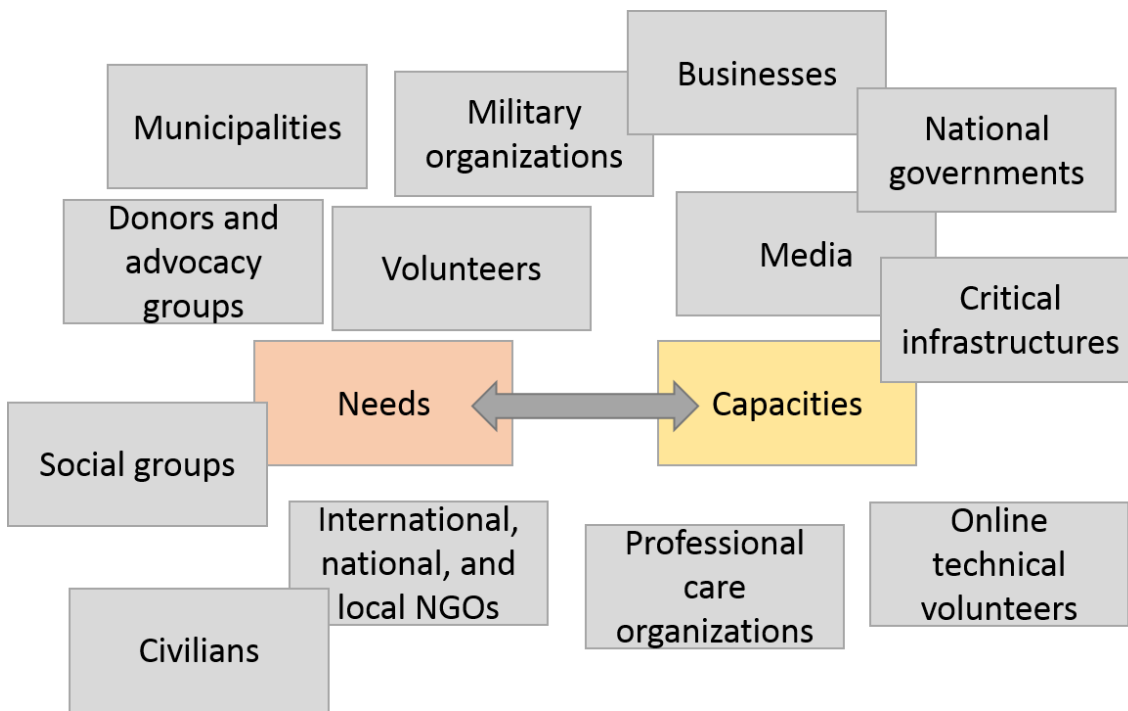 Businesses
Municipalities
Military
organizations
National
governments
Donors and
advocacy
groups
Volunteers
Media
Critical
infrastructures
Needs
Capacities
Social groups
International,
national, and
local NGOs
Professional
care
organizations
Online
technical
volunteers
Civilians